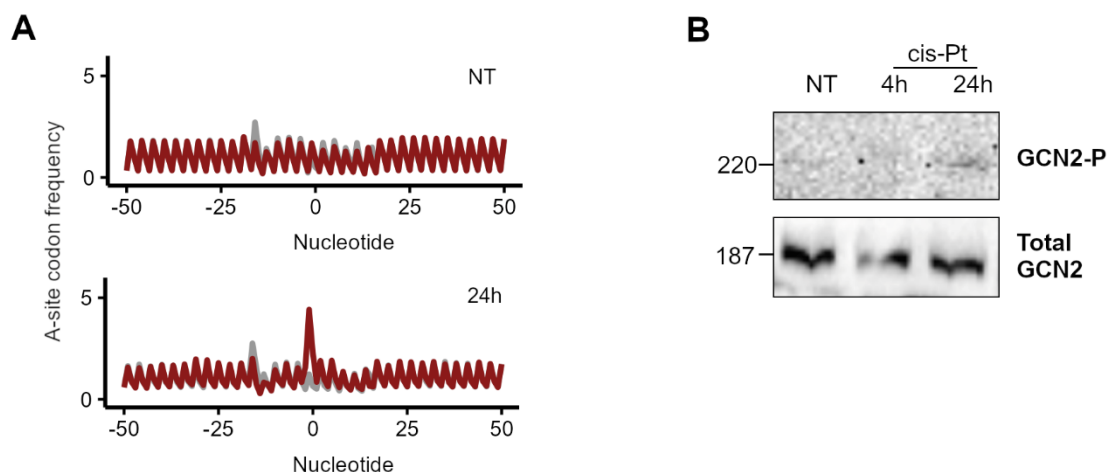 A
5
NT
0
-50 -25 0 25 50
Nucleotide
A-site codon frequency
5
24h
0
-50 -25 0 25 50
Nucleotide
B
cis-Pt
NT 4h 24h
220 GCN2-P
187 Total
GCN2